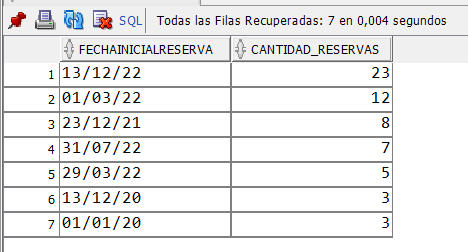 SQL | Todas las Filas Recuperadas: 7 en 0,004 segundos
FECHAINICIALRESERVA CANTIDAD_RESERVAS
1 13/12/22 23
2 01/03/22 12
3 23/12/21 8
4 31/07/22 7
5 29/03/22 5
6 13/12/20 3
7 01/01/20 3